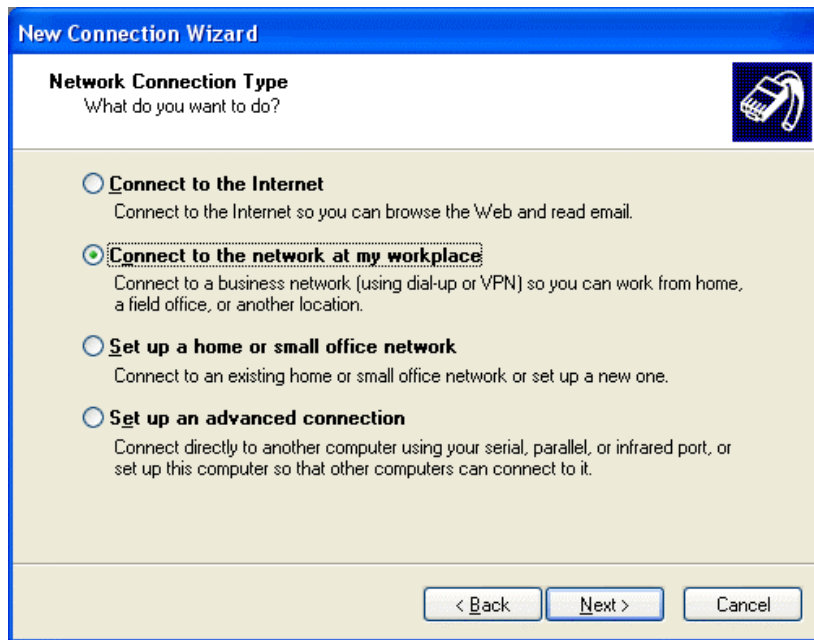 New Connection Wizard
Network Connection Type
What do you want to do?
Connect to the Internet
Connect to the Internet so you can browse the Web and read email.
Connect to the network at my workplace
Connect to a business network (using dial-up or VPN) so you can work from home,
a field office, or another location.
Set up a home or small office network
Connect to an existing home or small office network or set up a new one.
Set up an advanced connection
Connect directly to another computer using your serial, parallel, or infrared port, or
set up this computer so that other computers can connect to it.
< Back Next > Cancel